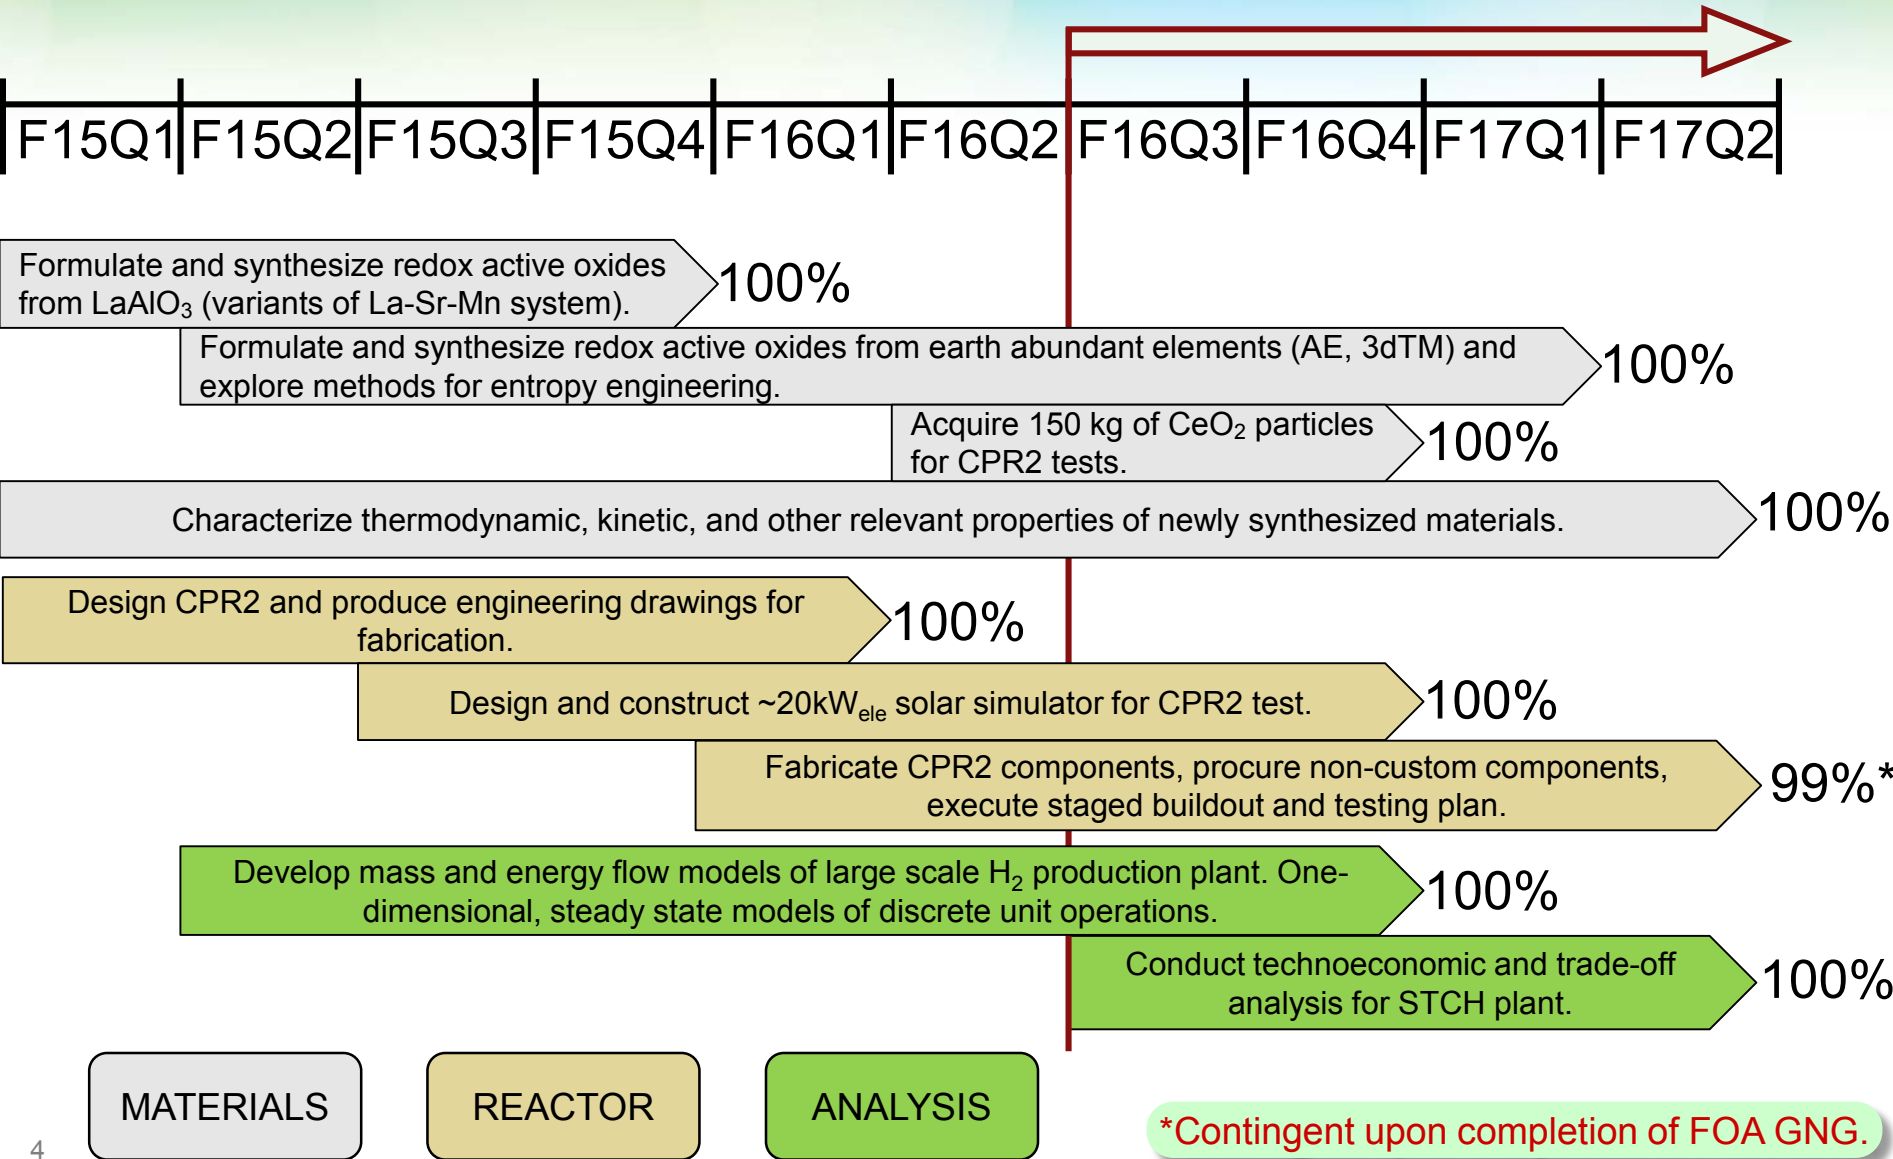 F15Q1 F15Q2 F15Q3 F15Q4 F16Q1 F16Q2 F16Q3 F16Q4 F17Q1 F17Q2
Formulate and synthesize redox active oxides
from LaAlO₃ (variants of La-Sr-Mn system).
100%
Formulate and synthesize redox active oxides from earth abundant elements (AE, 3dTM) and
explore methods for entropy engineering.
100%
Acquire 150 kg of CeO₂ particles
for CPR2 tests.
100%
Characterize thermodynamic, kinetic, and other relevant properties of newly synthesized materials.
100%
Design CPR2 and produce engineering drawings for
fabrication.
100%
Design and construct ~20kWₑₗₑ solar simulator for CPR2 test.
100%
Fabricate CPR2 components, procure non-custom components,
execute staged buildout and testing plan.
99%*
Develop mass and energy flow models of large scale H₂ production plant. One-
dimensional, steady state models of discrete unit operations.
100%
Conduct technoeconomic and trade-off
analysis for STCH plant.
100%
MATERIALS
REACTOR
ANALYSIS
*Contingent upon completion of FOA GNG.
4